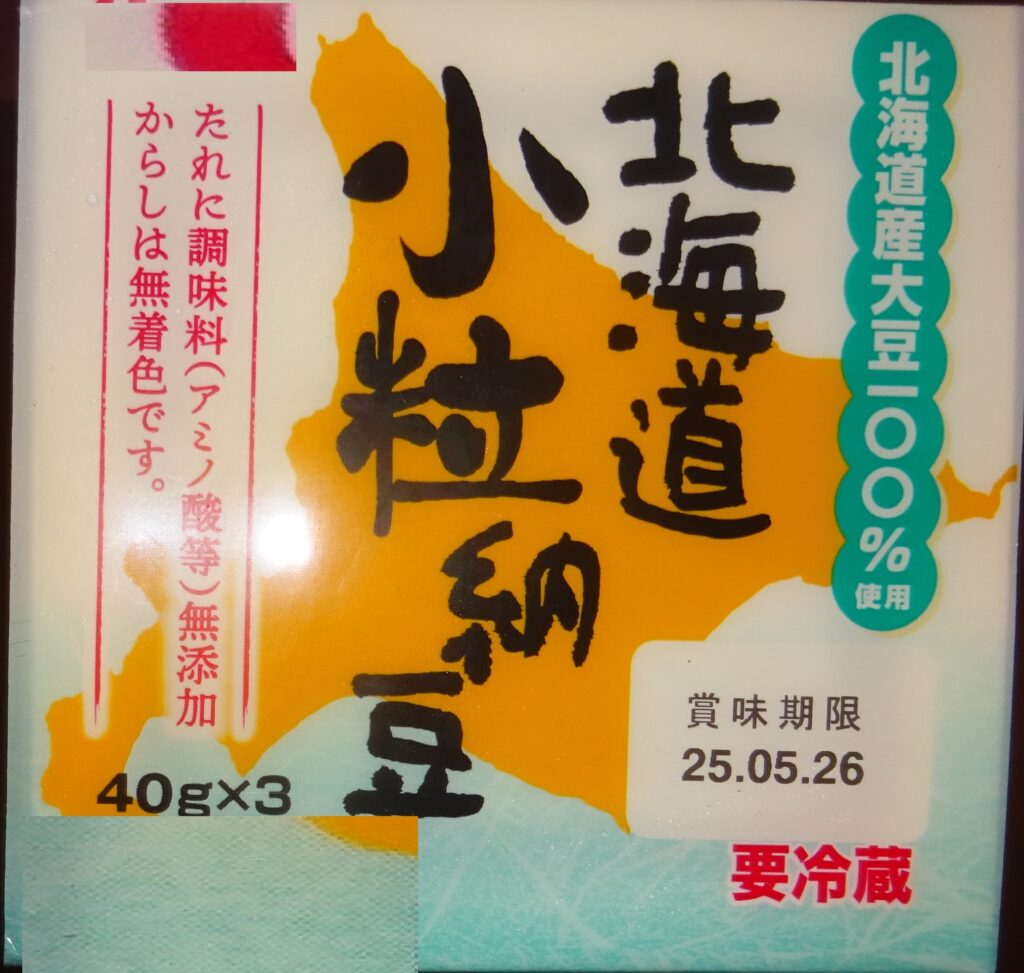 北海道産大豆一〇〇%使用
北海道
小粒納豆
たれに調味料(アミノ酸等)無添加
からしは無着色です。
40g×3
賞味期限
25.05.26
要冷蔵